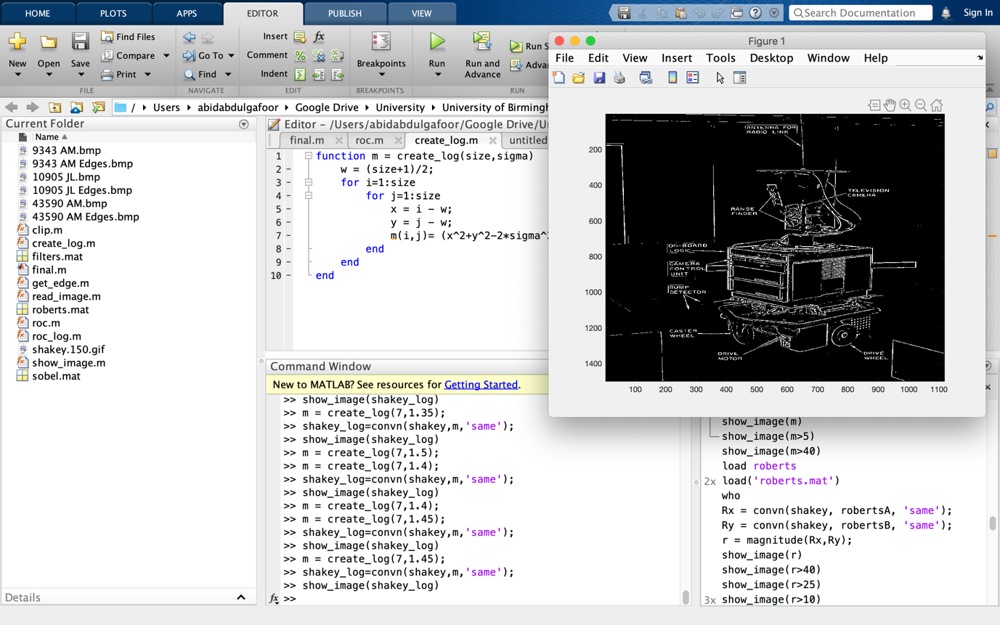 HOME PLOTS APPS EDITOR PUBLISH VIEW
Search Documentation
Sign In
New
Open
Save
Find Files
Compare
Print
FILE
Go To
Find
NAVIGATE
Insert fx
Comment
Indent
EDIT
Breakpoints
BREAKPOINTS
Run
Run and
Advance
RUN
/ Users abidabdulgafoor Google Drive University
Current Folder
Name
9343 AM.bmp
9343 AM Edges.bmp
10905 JL.bmp
10905 JL Edges.bmp
43590 AM.bmp
43590 AM Edges.bmp
clip.m
create_log.m
filters.mat
final.m
get_edge.m
read_image.m
roberts.mat
roc.m
roc_log.m
shakey.150.gif
show_image.m
sobel.mat
Details
Editor – /Users/abidabdulgafoor/Google Drive/
final.m roc.m create_log.m untitled
1 function m = create_log(size,sigma)
2 - w = (size+1)/2;
3 - for i=1:size
4 - for j=1:size
5 - x = i - w;
6 - y = j - w;
7 - m(i,j)= (x^2+y^2-2*sigma^
8 - end
9 - end
10 - end
Command Window
New to MATLAB? See resources for Getting Started.
>> show_image(shakey_log)
>> m = create_log(7,1.35);
>> shakey_log=convn(shakey,m,'same');
>> show_image(shakey_log)
>> m = create_log(7,1.5);
>> m = create_log(7,1.4);
>> shakey_log=convn(shakey,m,'same');
>> show_image(shakey_log)
>> m = create_log(7,1.4);
>> m = create_log(7,1.45);
>> shakey_log=convn(shakey,m,'same');
>> show_image(shakey_log)
>> m = create_log(7,1.45);
>> shakey_log=convn(shakey,m,'same');
>> show_image(shakey_log)
fx >>
Figure 1
File Edit View Insert Tools Desktop Window Help
ANTENNA FOR
RADIO LINK
TELEVISION
CAMERA
RANGE
FINDER
ON-BOARD
LOGIC
CAMERA
CONTROL
UNIT
BUMP
DETECTOR
CASTER
WHEEL
DRIVE
MOTOR
DRIVE
WHEEL
200
400
600
800
1000
1200
1400
100 200 300 400 500 600 700 800 900 1000 1100
show_image(m)
show_image(m>5)
show_image(m>40)
load roberts
2x load('roberts.mat')
who
Rx = convn(shakey, robertsA, 'same');
Ry = convn(shakey, robertsB, 'same');
r = magnitude(Rx,Ry);
show_image(r)
show_image(r>40)
show_image(r>25)
3x show_image(r>10)